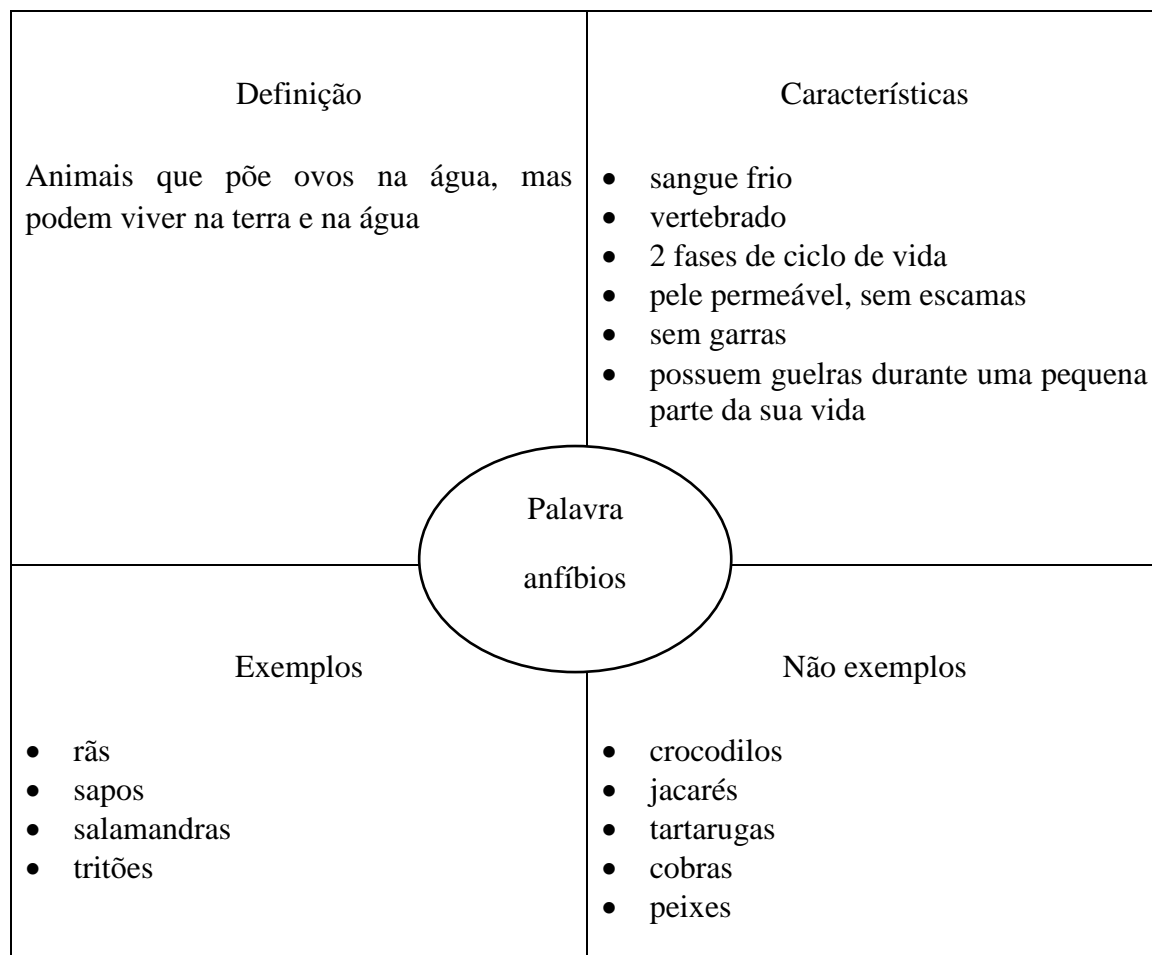 Definição
Animais que põe ovos na água, mas
podem viver na terra e na água
Características
• sangue frio
• vertebrado
• 2 fases de ciclo de vida
• pele permeável, sem escamas
• sem garras
• possuem guelras durante uma pequena
parte da sua vida
Palavra
anfíbios
Exemplos
• rãs
• sapos
• salamandras
• tritões
Não exemplos
• crocodilos
• jacarés
• tartarugas
• cobras
• peixes